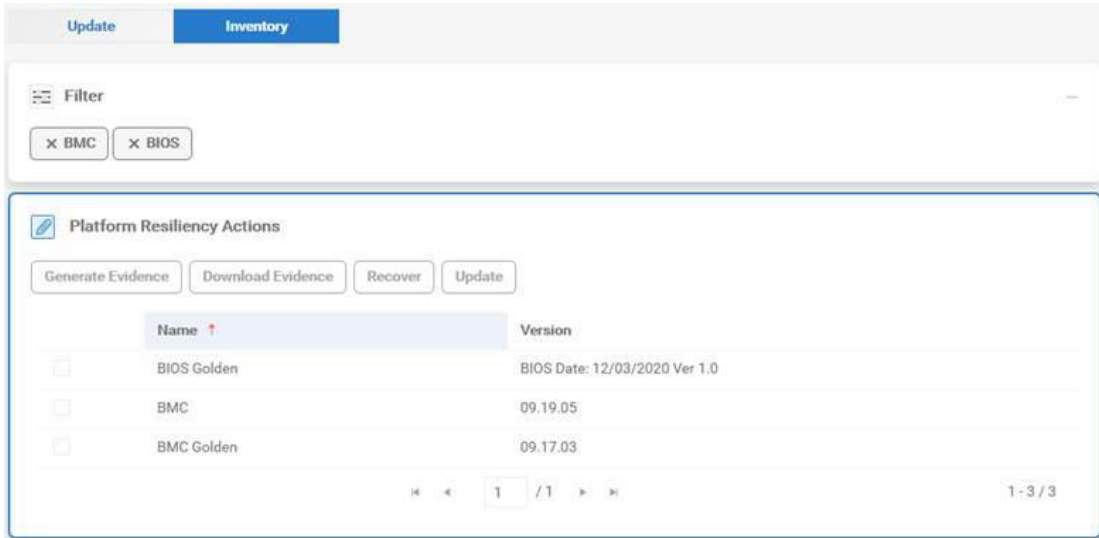 Update Inventory
Filter
× BMC × BIOS
Platform Resiliency Actions
Generate Evidence Download Evidence Recover Update
Name ↑ Version
BIOS Golden BIOS Date: 12/03/2020 Ver 1.0
BMC 09.19.05
BMC Golden 09.17.03
1 / 1 1 - 3 / 3